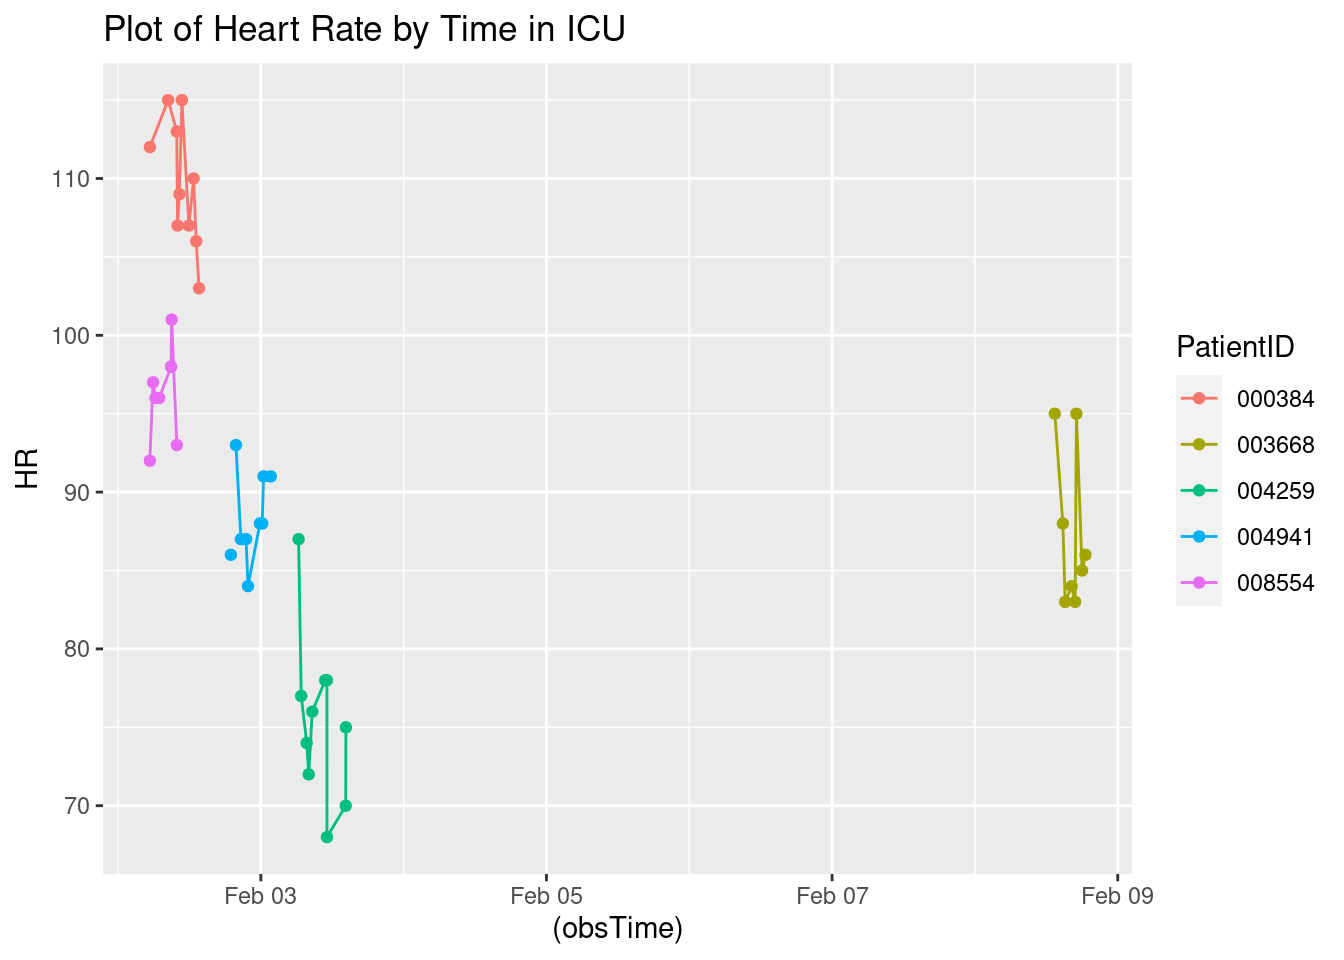 Plot of Heart Rate by Time in ICU
110
100
90
80
70
HR
Feb 03
Feb 05
Feb 07
Feb 09
(obsTime)
PatientID
000384
003668
004259
004941
008554